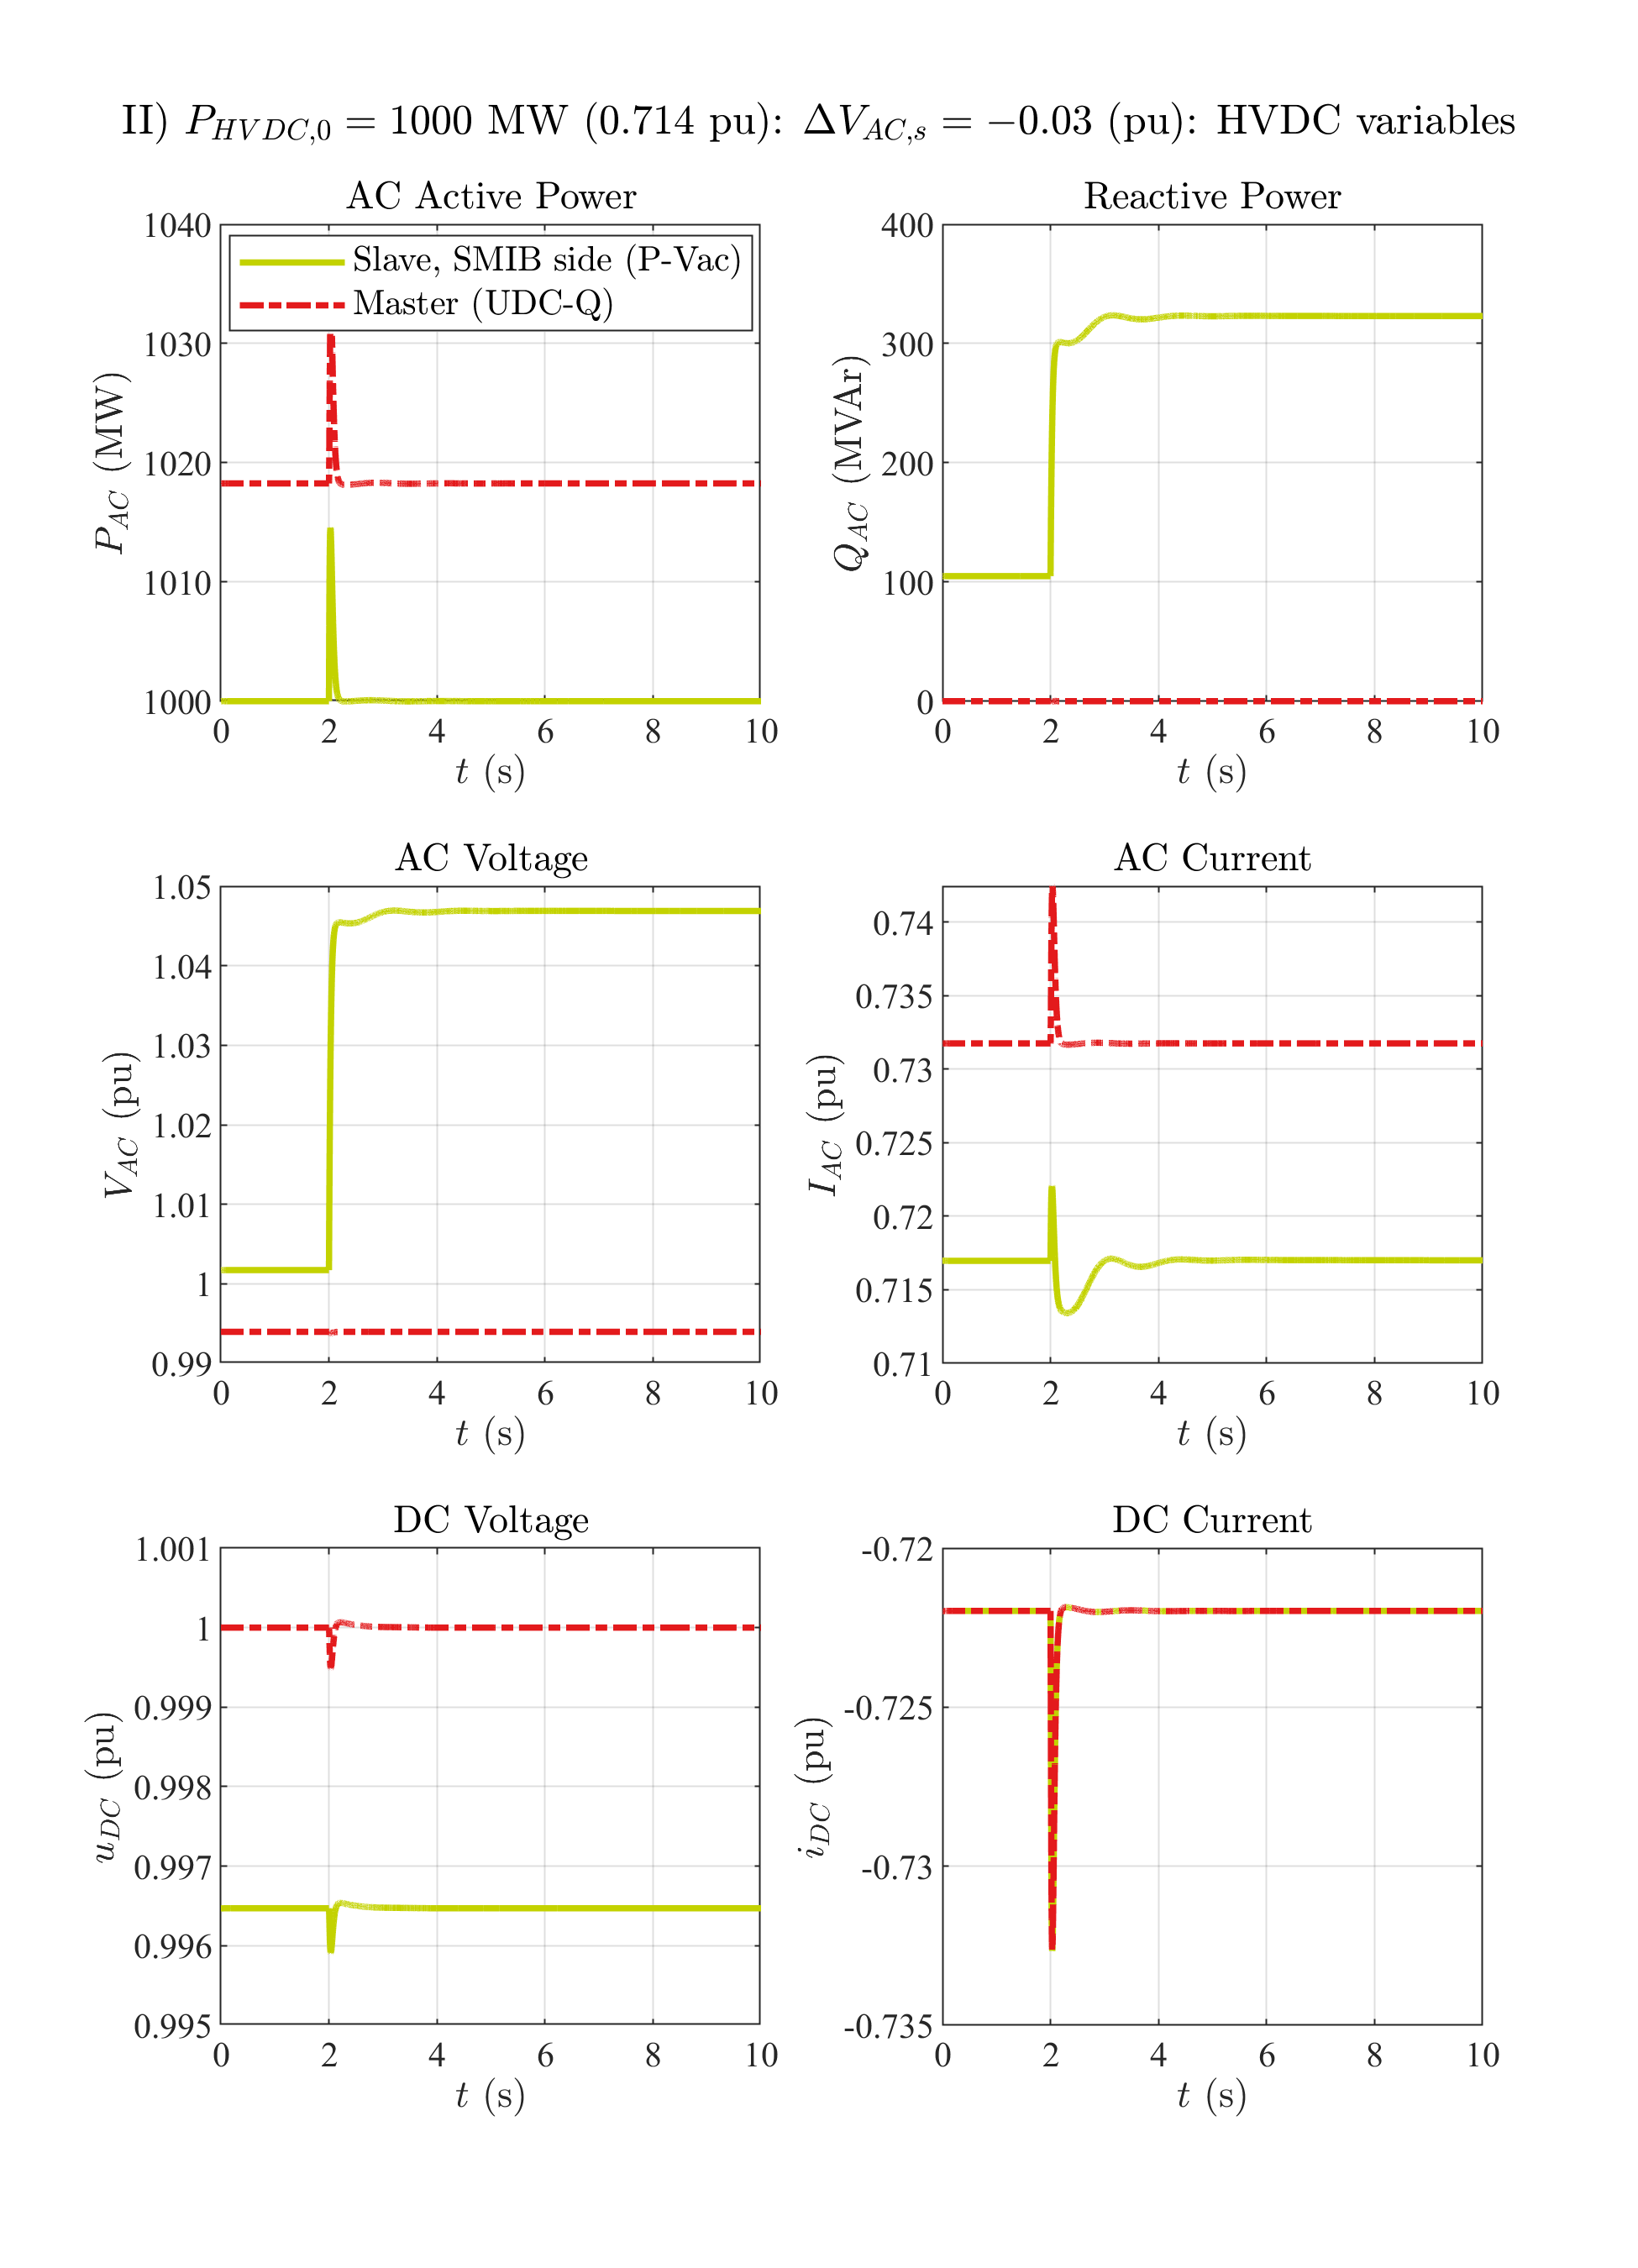 II) P_{HVDC,0} = 1000 MW (0.714 pu): ΔV_{AC,s} = −0.03 (pu): HVDC variables
AC Active Power
1040
1030
1020
1010
1000
P_{AC} (MW)
Slave, SMIB side (P-Vac)
Master (UDC-Q)
0 2 4 6 8 10
t (s)
Reactive Power
400
300
200
100
0
Q_{AC} (MVAr)
0 2 4 6 8 10
t (s)
AC Voltage
1.05
1.04
1.03
1.02
1.01
1
0.99
V_{AC} (pu)
0 2 4 6 8 10
t (s)
AC Current
0.74
0.735
0.73
0.725
0.72
0.715
0.71
I_{AC} (pu)
0 2 4 6 8 10
t (s)
DC Voltage
1.001
1
0.999
0.998
0.997
0.996
0.995
u_{DC} (pu)
0 2 4 6 8 10
t (s)
DC Current
-0.72
-0.725
-0.73
-0.735
i_{DC} (pu)
0 2 4 6 8 10
t (s)